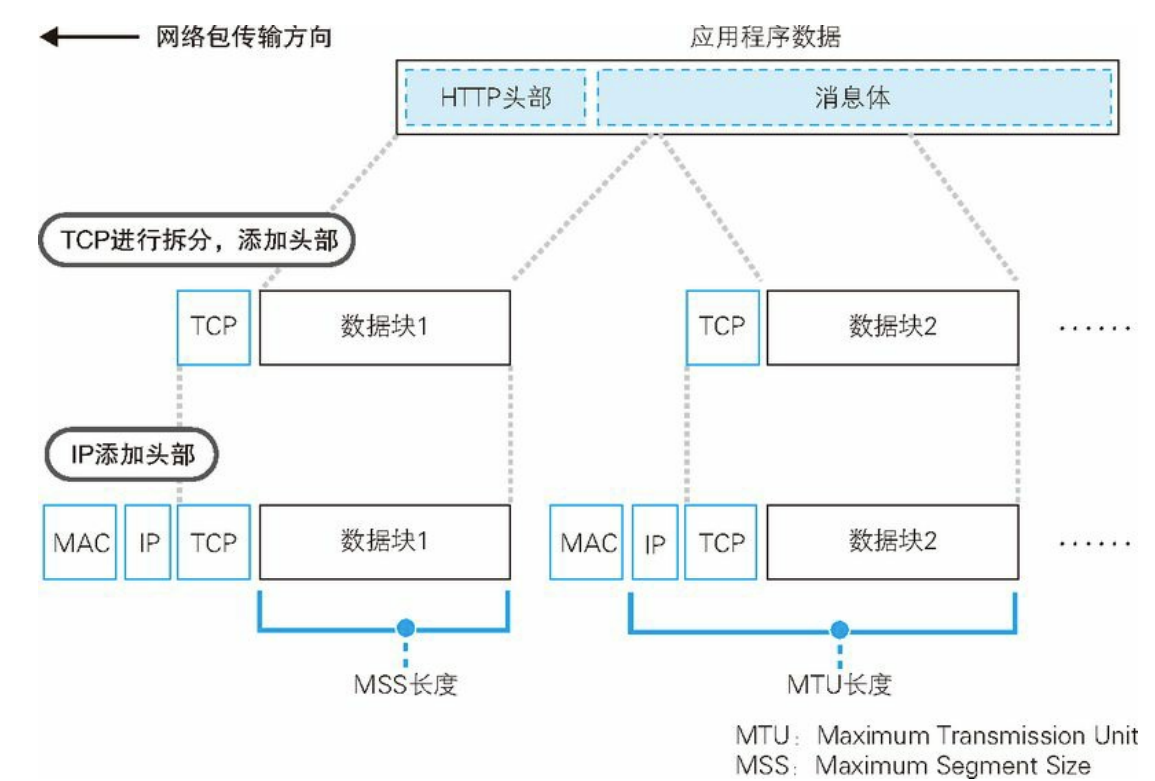 网络包传输方向
应用程序数据
HTTP头部
消息体
TCP进行拆分，添加头部
TCP
数据块1
TCP
数据块2
······
IP添加头部
MAC
IP
TCP
数据块1
MAC
IP
TCP
数据块2
······
MSS长度
MTU长度
MTU：Maximum Transmission Unit
MSS：Maximum Segment Size